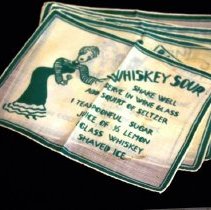 WHISKEY SOUR
SHAKE WELL
SERVE IN WINE GLASS
ADD SQUIRT OF SELTZER
1 TEASPOONFUL SUGAR
JUICE OF ½ LEMON
GLASS WHISKEY
SHAVED ICE